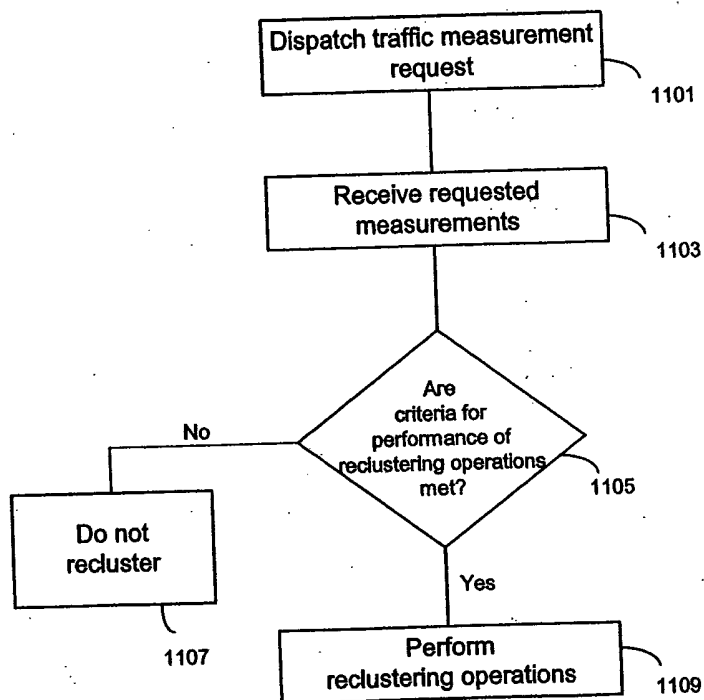 Dispatch traffic measurement
request
1101
Receive requested
measurements
1103
Are
criteria for
performance of
reclustering operations
met?
1105
No
Do not
recluster
1107
Yes
Perform
reclustering operations
1109